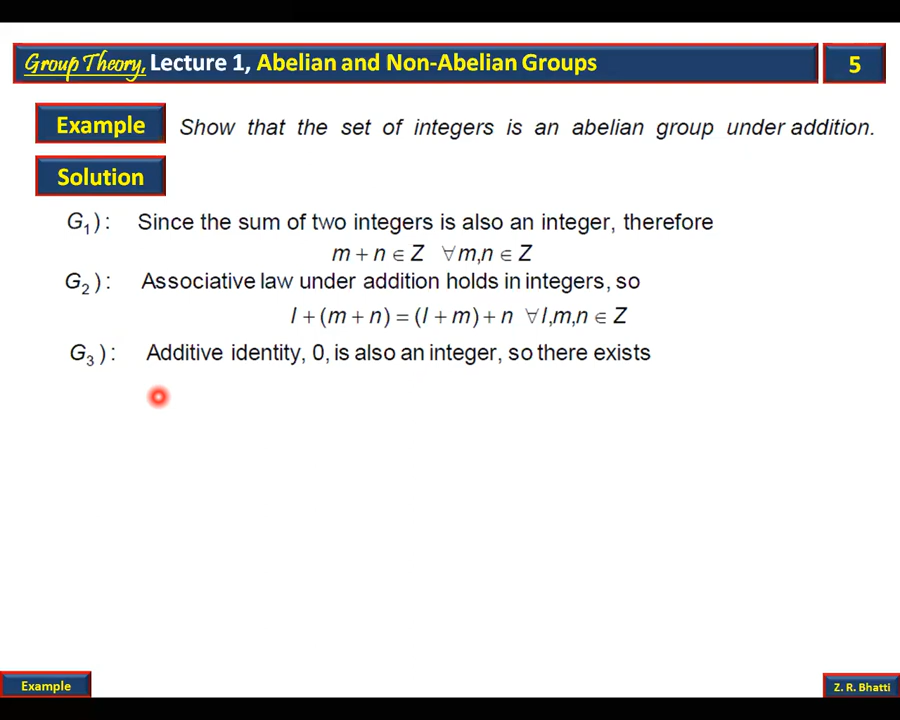 Group Theory, Lecture 1, Abelian and Non-Abelian Groups 5
Example Show that the set of integers is an abelian group under addition.
Solution
G₁): Since the sum of two integers is also an integer, therefore
m + n ∈ Z ∀m,n ∈ Z
G₂): Associative law under addition holds in integers, so
l + (m + n) = (l + m) + n ∀l,m,n ∈ Z
G₃): Additive identity, 0, is also an integer, so there exists
Example Z. R. Bhatti